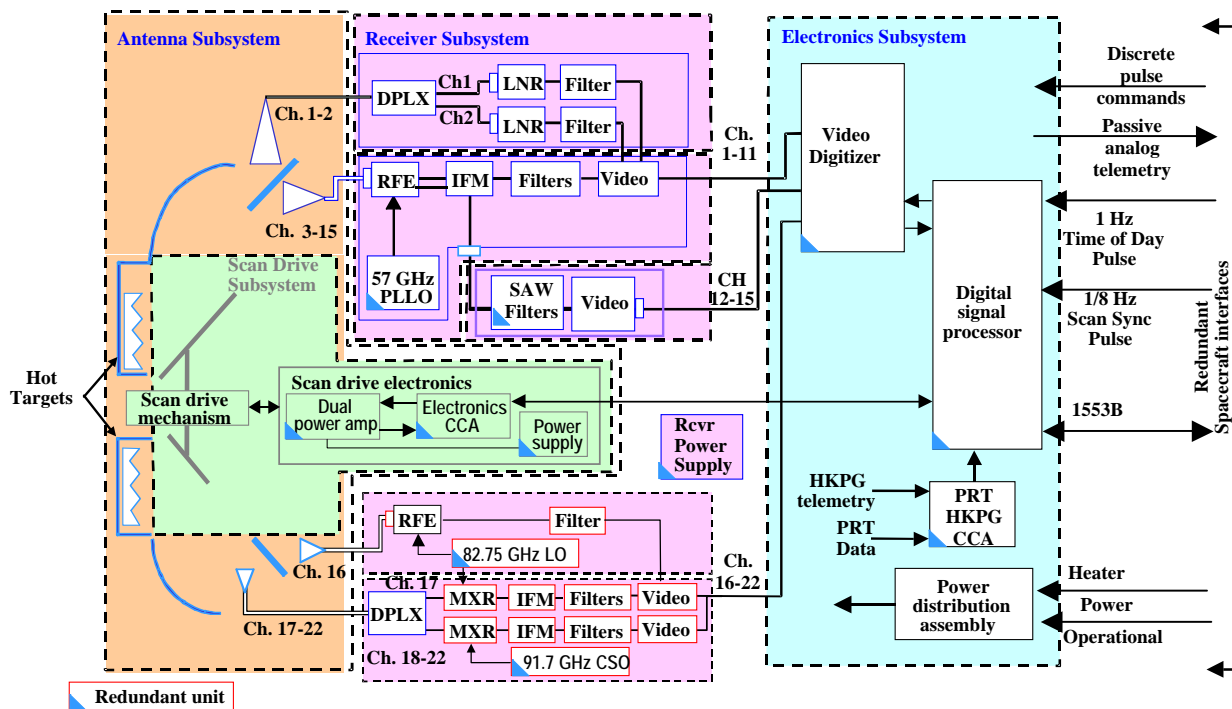 Antenna Subsystem
Receiver Subsystem
Electronics Subsystem
Ch. 1-2
DPLX
Ch1
LNR
Filter
Ch2
LNR
Filter
Ch.
1-11
Video
Digitizer
Discrete
pulse
commands
Passive
analog
telemetry
RFE
IFM
Filters
Video
Ch. 3-15
57 GHz
PLLO
SAW
Filters
Video
CH
12-15
Digital
signal
processor
1 Hz
Time of Day
Pulse
1/8 Hz
Scan Sync
Pulse
1553B
Redundant
Spacecraft interfaces
Scan Drive
Subsystem
Hot
Targets
Scan drive
mechanism
Scan drive electronics
Dual
power amp
Electronics
CCA
Power
supply
Rcvr
Power
Supply
HKPG
telemetry
PRT
Data
PRT
HKPG
CCA
RFE
Filter
82.75 GHz LO
Ch. 16
Ch. 17
Ch.
16-22
DPLX
MXR
IFM
Filters
Video
MXR
IFM
Filters
Video
Ch. 17-22
Ch. 18-22
91.7 GHz CSO
Power
distribution
assembly
Heater
Power
Operational
Redundant unit